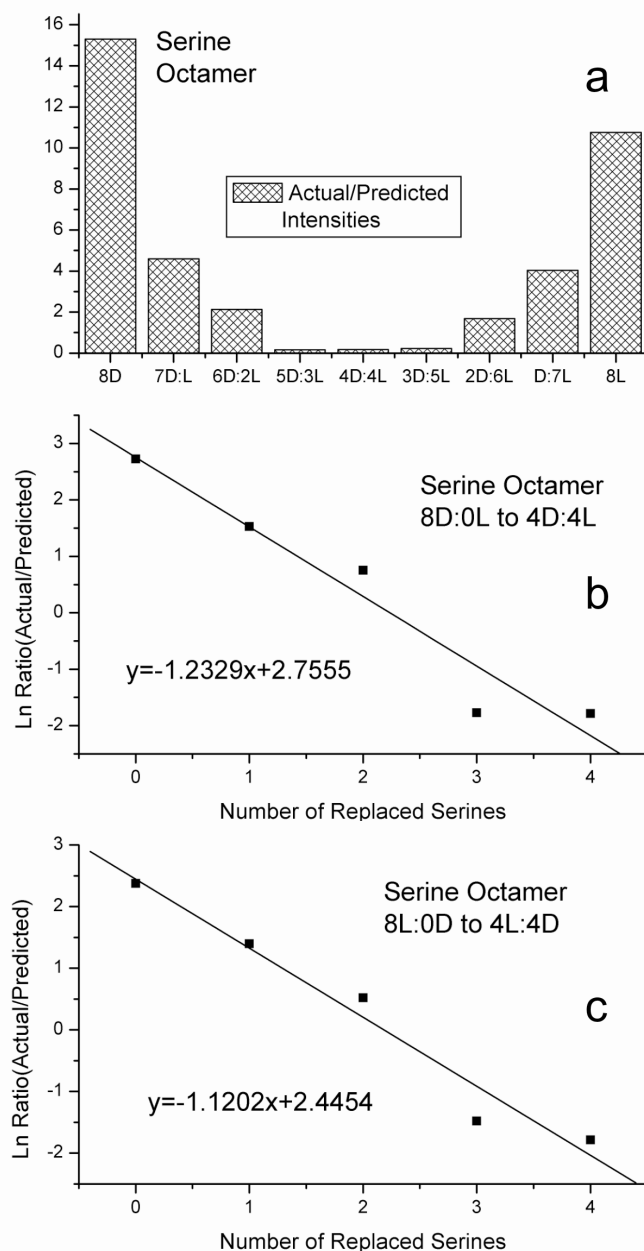 16
14
12
10
8
6
4
2
0
Serine
Octamer
a
Actual/Predicted
Intensities
8D 7D:L 6D:2L 5D:3L 4D:4L 3D:5L 2D:6L D:7L 8L
Ln Ratio(Actual/Predicted)
3
2
1
0
-1
-2
Serine Octamer
8D:0L to 4D:4L
b
y=-1.2329x+2.7555
0 1 2 3 4
Number of Replaced Serines
Ln Ratio(Actual/Predicted)
3
2
1
0
-1
-2
Serine Octamer
8L:0D to 4L:4D
c
y=-1.1202x+2.4454
0 1 2 3 4
Number of Replaced Serines